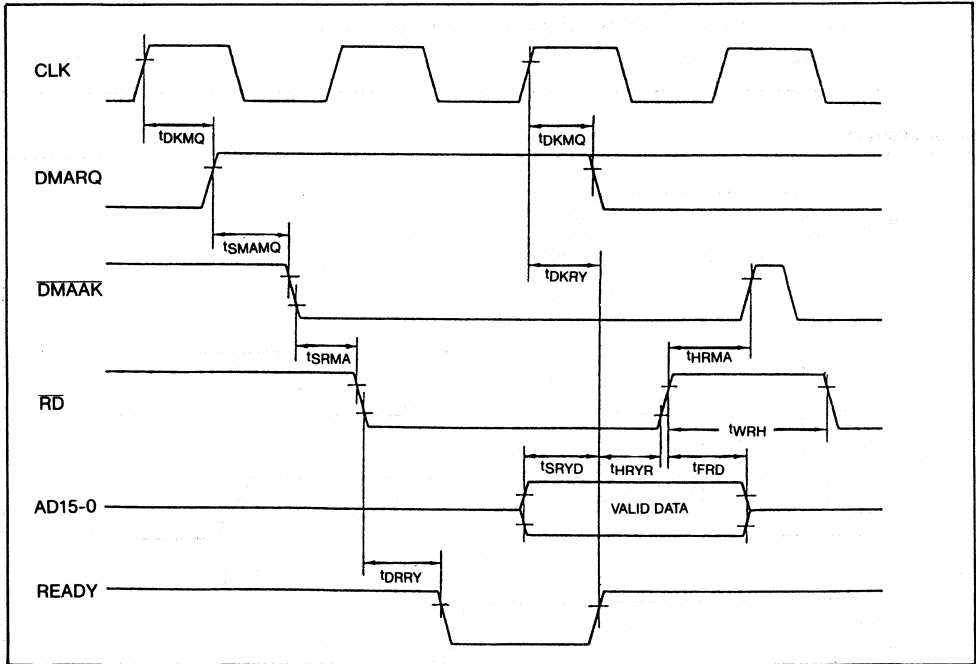 CLK
tDKMQ
tDKMQ
DMARQ
tSMAMQ
tDKRY
DMAAK
tSRMA
tHRMA
RD
tWRH
tSRYD
tHRYR
tFRD
AD15-0
VALID DATA
tDRRY
READY